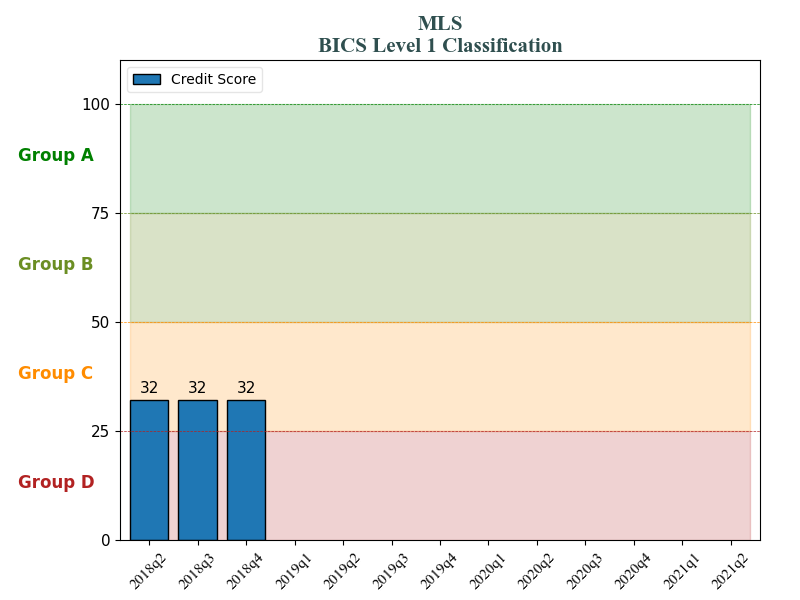 MLS
BICS Level 1 Classification
Credit Score
100
Group A
75
Group B
50
Group C
32 32 32
25
Group D
0
2018q2 2018q3 2018q4 2019q1 2019q2 2019q3 2019q4 2020q1 2020q2 2020q3 2020q4 2021q1 2021q2